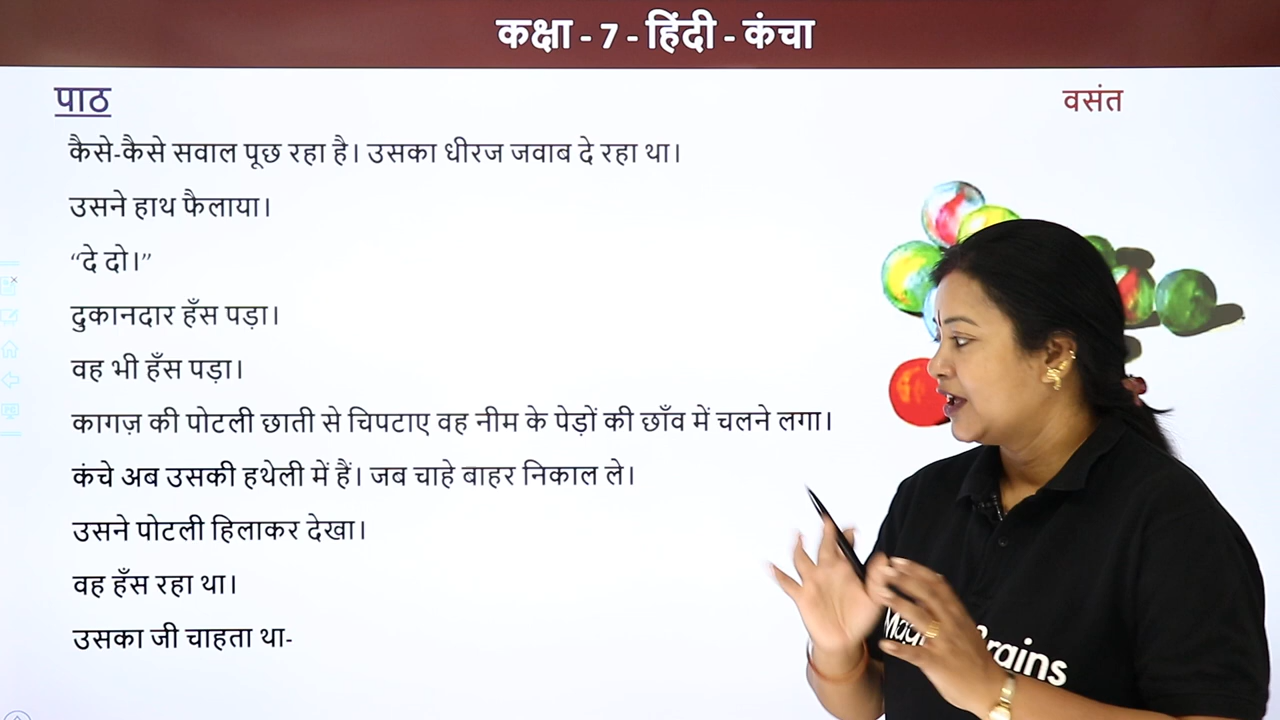 कक्षा - 7 - हिंदी - कंचा
पाठ
वसंत
कैसे-कैसे सवाल पूछ रहा है। उसका धीरज जवाब दे रहा था।
उसने हाथ फैलाया।
“दे दो।”
दुकानदार हँस पड़ा।
वह भी हँस पड़ा।
कागज़ की पोटली छाती से चिपटाए वह नीम के पेड़ों की छाँव में चलने लगा।
कंचे अब उसकी हथेली में हैं। जब चाहे बाहर निकाल ले।
उसने पोटली हिलाकर देखा।
वह हँस रहा था।
उसका जी चाहता था-